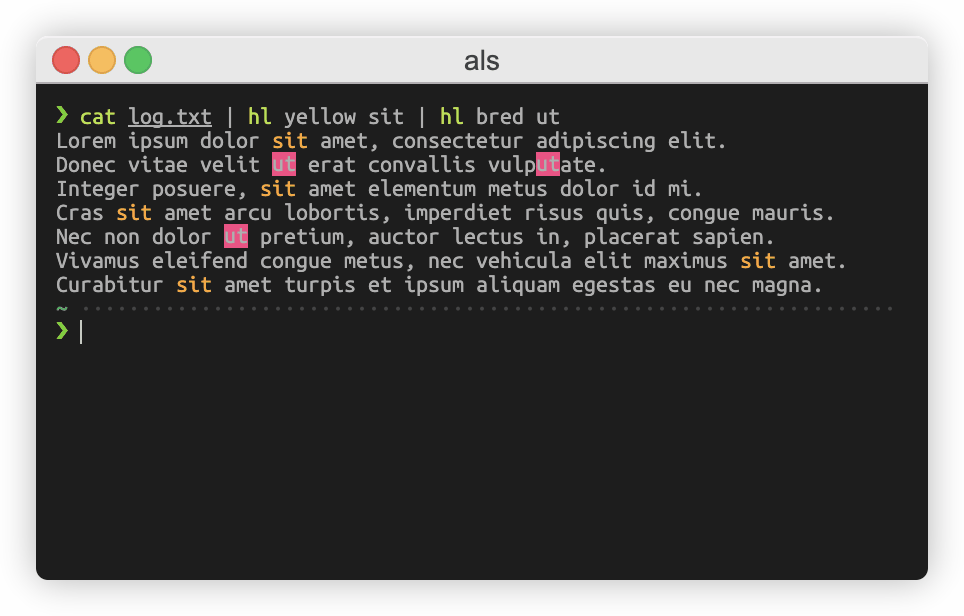 als
❯ cat log.txt | hl yellow sit | hl bred ut
Lorem ipsum dolor sit amet, consectetur adipiscing elit.
Donec vitae velit ut erat convallis vulputate.
Integer posuere, sit amet elementum metus dolor id mi.
Cras sit amet arcu lobortis, imperdiet risus quis, congue mauris.
Nec non dolor ut pretium, auctor lectus in, placerat sapien.
Vivamus eleifend congue metus, nec vehicula elit maximus sit amet.
Curabitur sit amet turpis et ipsum aliquam egestas eu nec magna.
~
❯